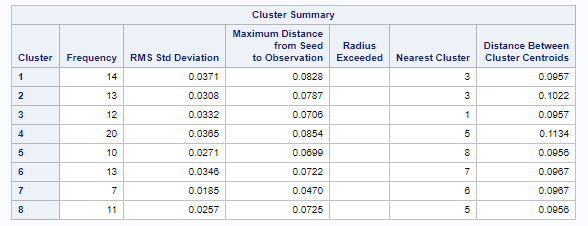 Cluster Summary
Cluster Frequency RMS Std Deviation Maximum Distance from Seed to Observation Radius Exceeded Nearest Cluster Distance Between Cluster Centroids
1 14 0.0371 0.0828 3 0.0957
2 13 0.0308 0.0787 3 0.1022
3 12 0.0332 0.0706 1 0.0957
4 20 0.0365 0.0854 5 0.1134
5 10 0.0271 0.0699 8 0.0956
6 13 0.0346 0.0722 7 0.0967
7 7 0.0185 0.0470 6 0.0967
8 11 0.0257 0.0725 5 0.0956